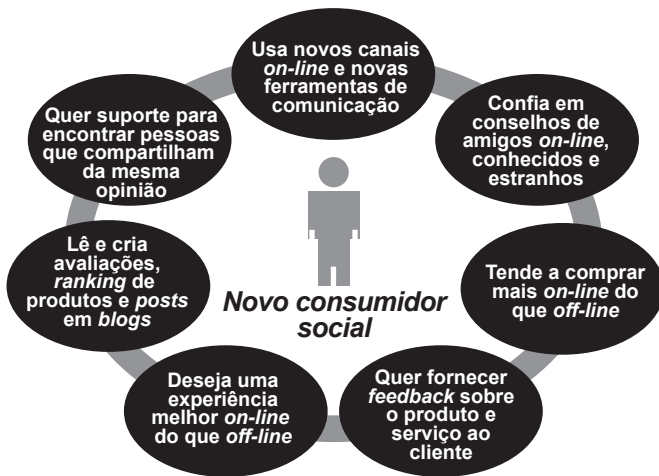 Usa novos canais
on-line e novas
ferramentas de
comunicação
Confia em
conselhos de
amigos on-line,
conhecidos e
estranhos
Tende a comprar
mais on-line do
que off-line
Quer fornecer
feedback sobre
o produto e
serviço ao
cliente
Deseja uma
experiência
melhor on-line
do que off-line
Lê e cria
avaliações,
ranking de
produtos e posts
em blogs
Quer suporte para
encontrar pessoas
que compartilham
da mesma
opinião
Novo consumidor
social